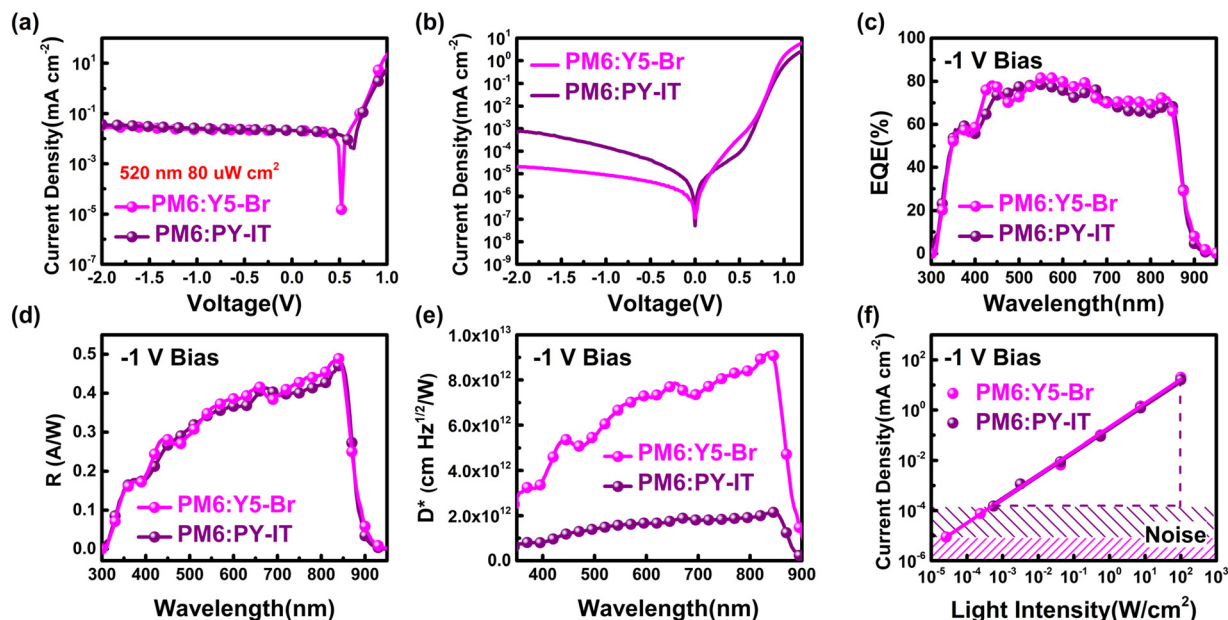 (a)
Current Density(mA cm⁻²)
10¹
10⁻¹
10⁻³
10⁻⁵
10⁻⁷
520 nm 80 uW cm²
PM6:Y5-Br
PM6:PY-IT
-2.0 -1.5 -1.0 -0.5 0.0 0.5 1.0
Voltage(V)
(b)
Current Density(mA cm⁻²)
10¹
10⁰
10⁻¹
10⁻²
10⁻³
10⁻⁴
10⁻⁵
10⁻⁶
10⁻⁷
10⁻⁸
10⁻⁹
PM6:Y5-Br
PM6:PY-IT
-2.0 -1.5 -1.0 -0.5 0.0 0.5 1.0
Voltage(V)
(c)
EQE(%)
100
80
60
40
20
0
-1 V Bias
PM6:Y5-Br
PM6:PY-IT
300 400 500 600 700 800 900
Wavelength(nm)
(d)
R (A/W)
0.5
0.4
0.3
0.2
0.1
0.0
-1 V Bias
PM6:Y5-Br
PM6:PY-IT
300 400 500 600 700 800 900
Wavelength(nm)
(e)
D* (cm Hz¹ᐟ²/W)
1.0x10¹³
8.0x10¹²
6.0x10¹²
4.0x10¹²
2.0x10¹²
0.0
-1 V Bias
PM6:Y5-Br
PM6:PY-IT
400 500 600 700 800 900
Wavelength(nm)
(f)
Current Density(mA cm⁻²)
10²
10⁰
10⁻²
10⁻⁴
10⁻⁶
-1 V Bias
PM6:Y5-Br
PM6:PY-IT
Noise
10⁻⁵ 10⁻⁴ 10⁻³ 10⁻² 10⁻¹ 10⁰ 10¹ 10² 10³
Light Intensity(W/cm²)